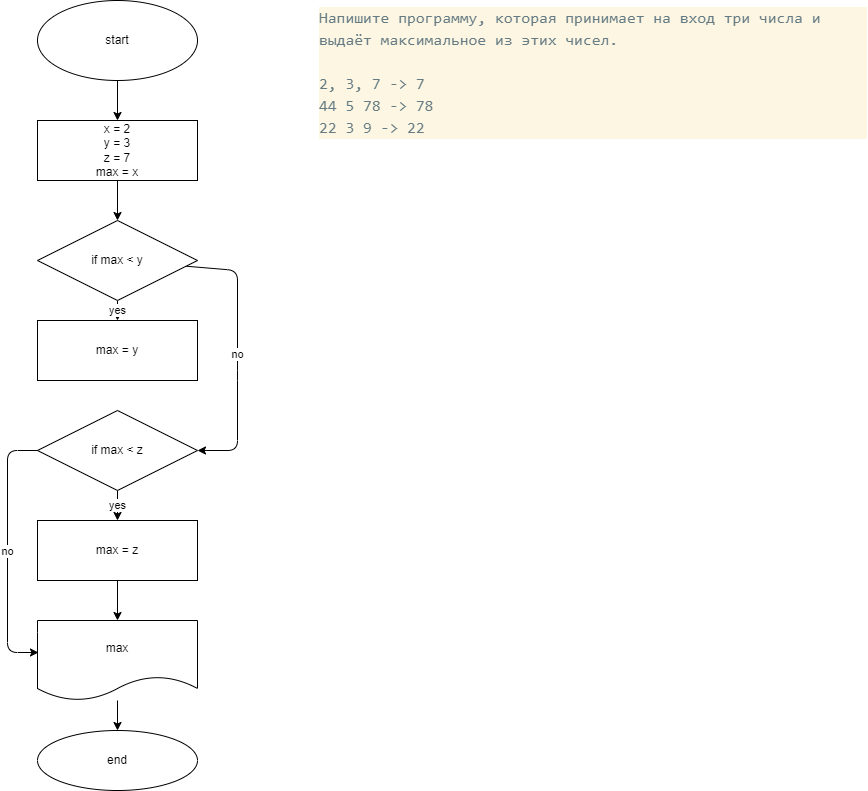 start
x = 2
y = 3
z = 7
max = x
if max < y
yes
max = y
no
if max < z
yes
max = z
no
max
end
Напишите программу, которая принимает на вход три числа и
выдаёт максимальное из этих чисел.
2, 3, 7 -> 7
44 5 78 -> 78
22 3 9 -> 22